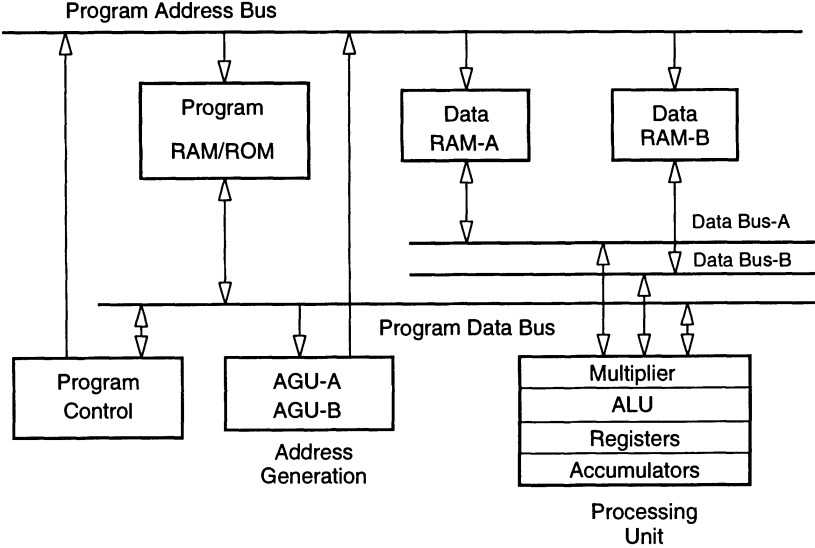 Program Address Bus
Program
RAM/ROM
Data
RAM-A
Data
RAM-B
Data Bus-A
Data Bus-B
Program Data Bus
Program
Control
AGU-A
AGU-B
Address
Generation
Multiplier
ALU
Registers
Accumulators
Processing
Unit